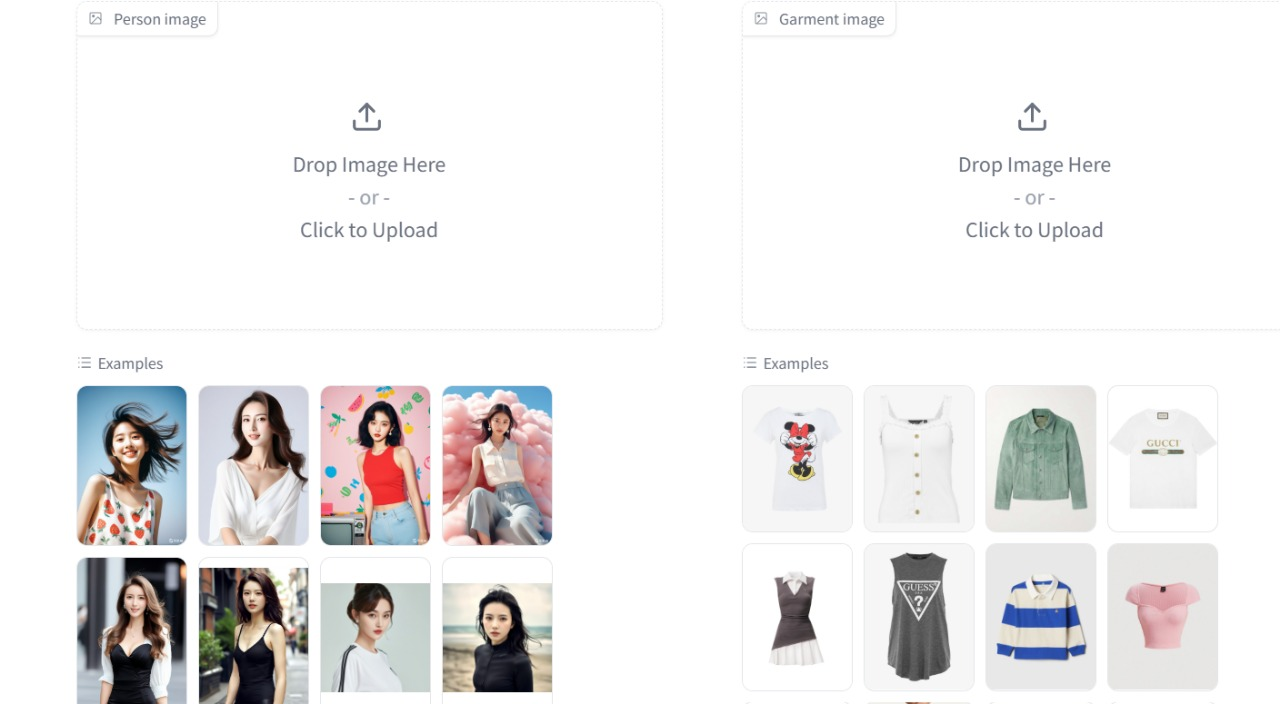 Person image
Garment image
Drop Image Here
- or -
Click to Upload
Drop Image Here
- or -
Click to Upload
Examples
Examples
GUCCI
GUESS
?